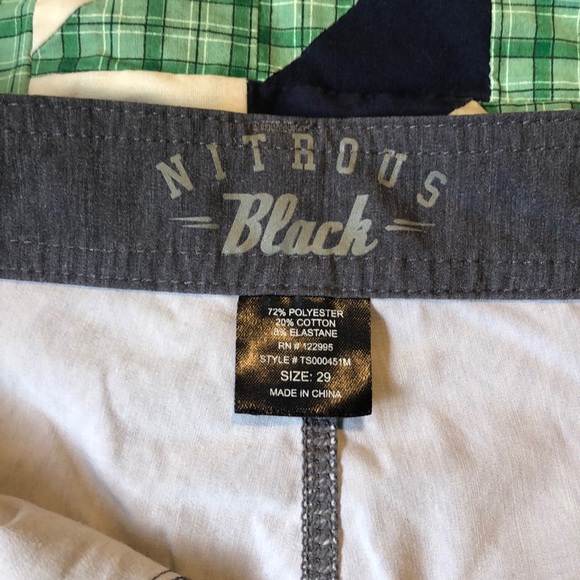 NITROUS
Black
72% POLYESTER
20% COTTON
8% ELASTANE
RN # 122995
STYLE # TS000451M
SIZE: 29
MADE IN CHINA